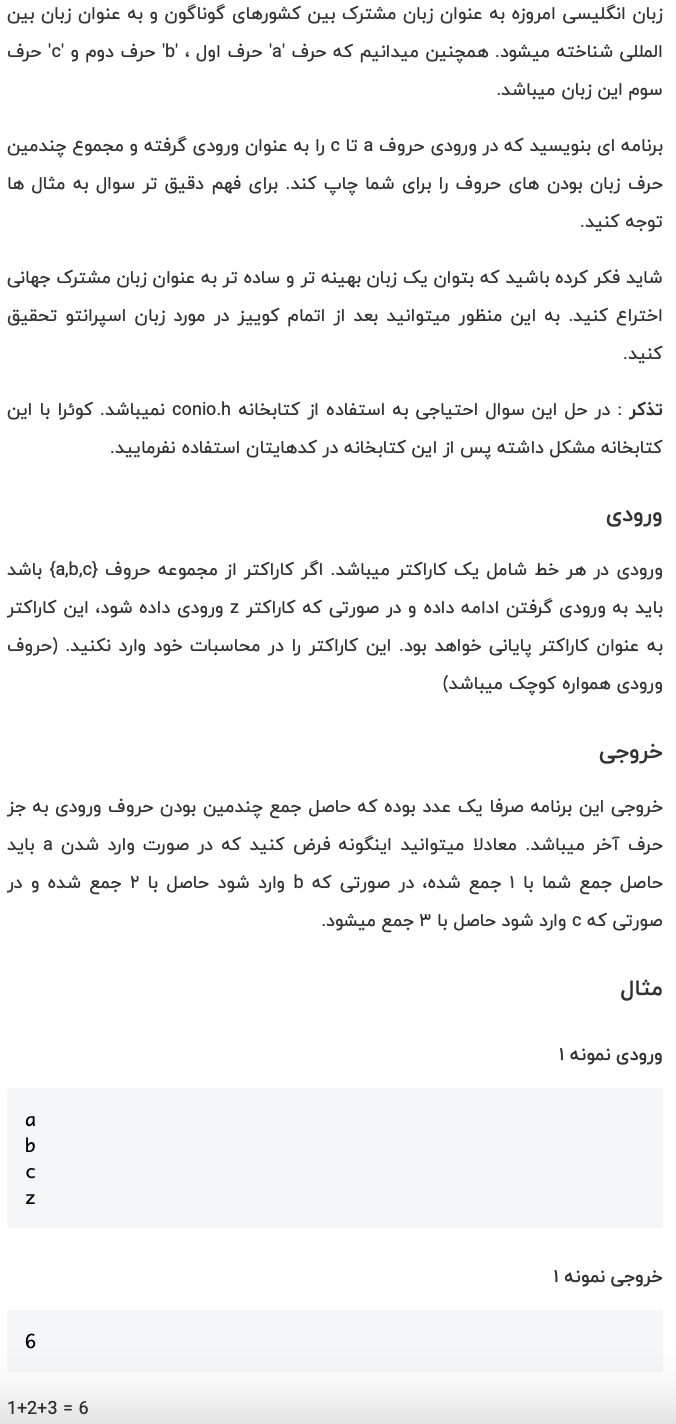 زبان انگلیسی امروزه به عنوان زبان مشترک بین کشورهای گوناگون و به عنوان زبان بین
المللی شناخته میشود. همچنین میدانیم که حرف 'a' حرف اول ، 'b' حرف دوم و 'c' حرف
سوم این زبان میباشد.
برنامه ای بنویسید که در ورودی حروف a تا c را به عنوان ورودی گرفته و مجموع چندمین
حرف زبان بودن های حروف را برای شما چاپ کند. برای فهم دقیق تر سوال به مثال ها
توجه کنید.
شاید فکر کرده باشید که بتوان یک زبان بهینه تر و ساده تر به عنوان زبان مشترک جهانی
اختراع کنید. به این منظور میتوانید بعد از اتمام کوییز در مورد زبان اسپرانتو تحقیق
کنید.
تذکر : در حل این سوال احتیاجی به استفاده از کتابخانه conio.h نمیباشد. کوئرا با این
کتابخانه مشکل داشته پس از این کتابخانه در کدهایتان استفاده نفرمایید.
ورودی
ورودی در هر خط شامل یک کاراکتر میباشد. اگر کاراکتر از مجموعه حروف {a,b,c} باشد
باید به ورودی گرفتن ادامه داده و در صورتی که کاراکتر z ورودی داده شود، این کاراکتر
به عنوان کاراکتر پایانی خواهد بود. این کاراکتر را در محاسبات خود وارد نکنید. (حروف
ورودی همواره کوچک میباشد)
خروجی
خروجی این برنامه صرفا یک عدد بوده که حاصل جمع چندمین بودن حروف ورودی به جز
حرف آخر میباشد. معادلا میتوانید اینگونه فرض کنید که در صورت وارد شدن a باید
حاصل جمع شما با ۱ جمع شده، در صورتی که b وارد شود حاصل با ۲ جمع شده و در
صورتی که c وارد شود حاصل با ۳ جمع میشود.
مثال
ورودی نمونه ۱
a
b
c
z
خروجی نمونه ۱
6
1+2+3 = 6